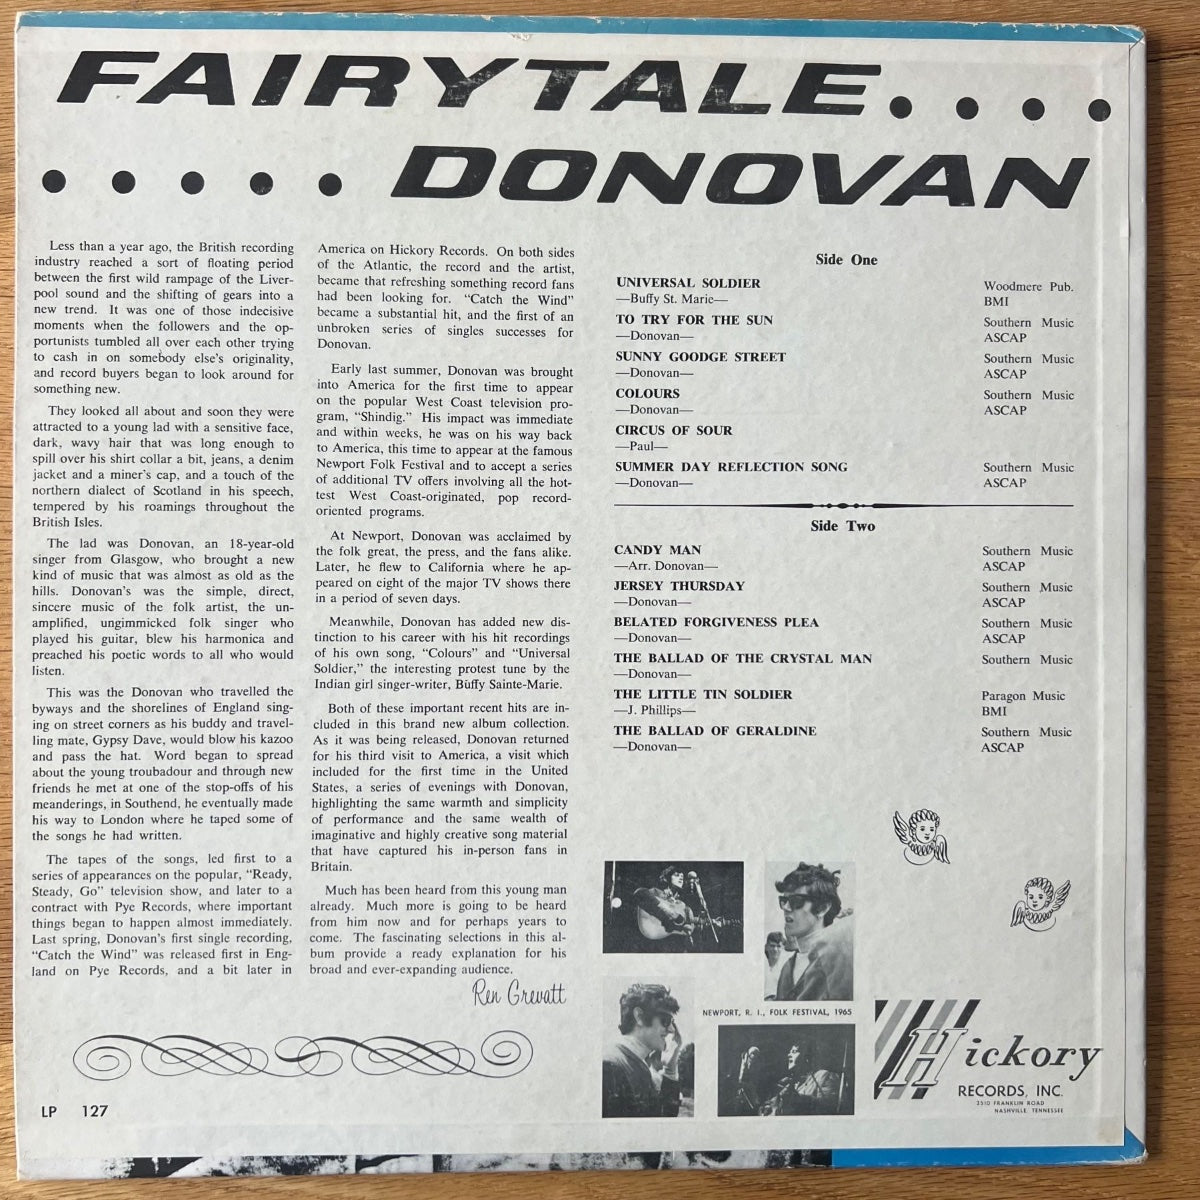 FAIRYTALE....
.....DONOVAN
Less than a year ago, the British recording
industry reached a sort of floating period
between the first wild rampage of the Liver-
pool sound and the shifting of gears into a
new trend. It was one of those indecisive
moments when the followers and the op-
portunists tumbled all over each other trying
to cash in on somebody else's originality,
and record buyers began to look around for
something new.
They looked all about and soon they were
attracted to a young lad with a sensitive face,
dark, wavy hair that was long enough to
spill over his shirt collar a bit, jeans, a denim
jacket and a miner's cap, and a touch of the
northern dialect of Scotland in his speech,
tempered by his roamings throughout the
British Isles.
The lad was Donovan, an 18-year-old
singer from Glasgow, who brought a new
kind of music that was almost as old as the
hills. Donovan's was the simple, direct,
sincere music of the folk artist, the un-
amplified, ungimmicked folk singer who
played his guitar, blew his harmonica and
preached his poetic words to all who would
listen.
This was the Donovan who travelled the
byways and the shorelines of England sing-
ing on street corners as his buddy and travel-
ling mate, Gypsy Dave, would blow his kazoo
and pass the hat. Word began to spread
about the young troubadour and through new
friends he met at one of the stop-offs of his
meanderings, in Southend, he eventually made
his way to London where he taped some of
the songs he had written.
The tapes of the songs, led first to a
series of appearances on the popular, "Ready,
Steady, Go" television show, and later to a
contract with Pye Records, where important
things began to happen almost immediately.
Last spring, Donovan's first single recording,
"Catch the Wind" was released first in Eng-
land on Pye Records, and a bit later in
America on Hickory Records. On both sides
of the Atlantic, the record and the artist,
became that refreshing something record fans
had been looking for. "Catch the Wind"
became a substantial hit, and the first of an
unbroken series of singles successes for
Donovan.
Early last summer, Donovan was brought
into America for the first time to appear
on the popular West Coast television pro-
gram, "Shindig." His impact was immediate
and within weeks, he was on his way back
to America, this time to appear at the famous
Newport Folk Festival and to accept a series
of additional TV offers involving all the hot-
test West Coast-originated, pop record-
oriented programs.
At Newport, Donovan was acclaimed by
the folk great, the press, and the fans alike.
Later, he flew to California where he ap-
peared on eight of the major TV shows there
in a period of seven days.
Meanwhile, Donovan has added new dis-
tinction to his career with his hit recordings
of his own song, "Colours" and "Universal
Soldier," the interesting protest tune by the
Indian girl singer-writer, Buffy Sainte-Marie.
Both of these important recent hits are in-
cluded in this brand new album collection.
As it was being released, Donovan returned
for his third visit to America, a visit which
included for the first time in the United
States, a series of evenings with Donovan,
highlighting the same warmth and simplicity
of performance and the same wealth of
imaginative and highly creative song material
that have captured his in-person fans in
Britain.
Much has been heard from this young man
already. Much more is going to be heard
from him now and for perhaps years to
come. The fascinating selections in this al-
bum provide a ready explanation for his
broad and ever-expanding audience.
Ren Grevatt
LP 127
Side One
UNIVERSAL SOLDIER Woodmere Pub.
—Buffy St. Marie— BMI
TO TRY FOR THE SUN Southern Music
—Donovan— ASCAP
SUNNY GOODGE STREET Southern Music
—Donovan— ASCAP
COLOURS Southern Music
—Donovan— ASCAP
CIRCUS OF SOUR
—Paul—
SUMMER DAY REFLECTION SONG Southern Music
—Donovan— ASCAP
Side Two
CANDY MAN Southern Music
—Arr. Donovan— ASCAP
JERSEY THURSDAY Southern Music
—Donovan— ASCAP
BELATED FORGIVENESS PLEA Southern Music
—Donovan— ASCAP
THE BALLAD OF THE CRYSTAL MAN Southern Music
—Donovan—
THE LITTLE TIN SOLDIER Paragon Music
—J. Phillips— BMI
THE BALLAD OF GERALDINE Southern Music
—Donovan— ASCAP
NEWPORT, R. I., FOLK FESTIVAL, 1965
Hickory
RECORDS, INC.
2510 FRANKLIN ROAD
NASHVILLE, TENNESSEE